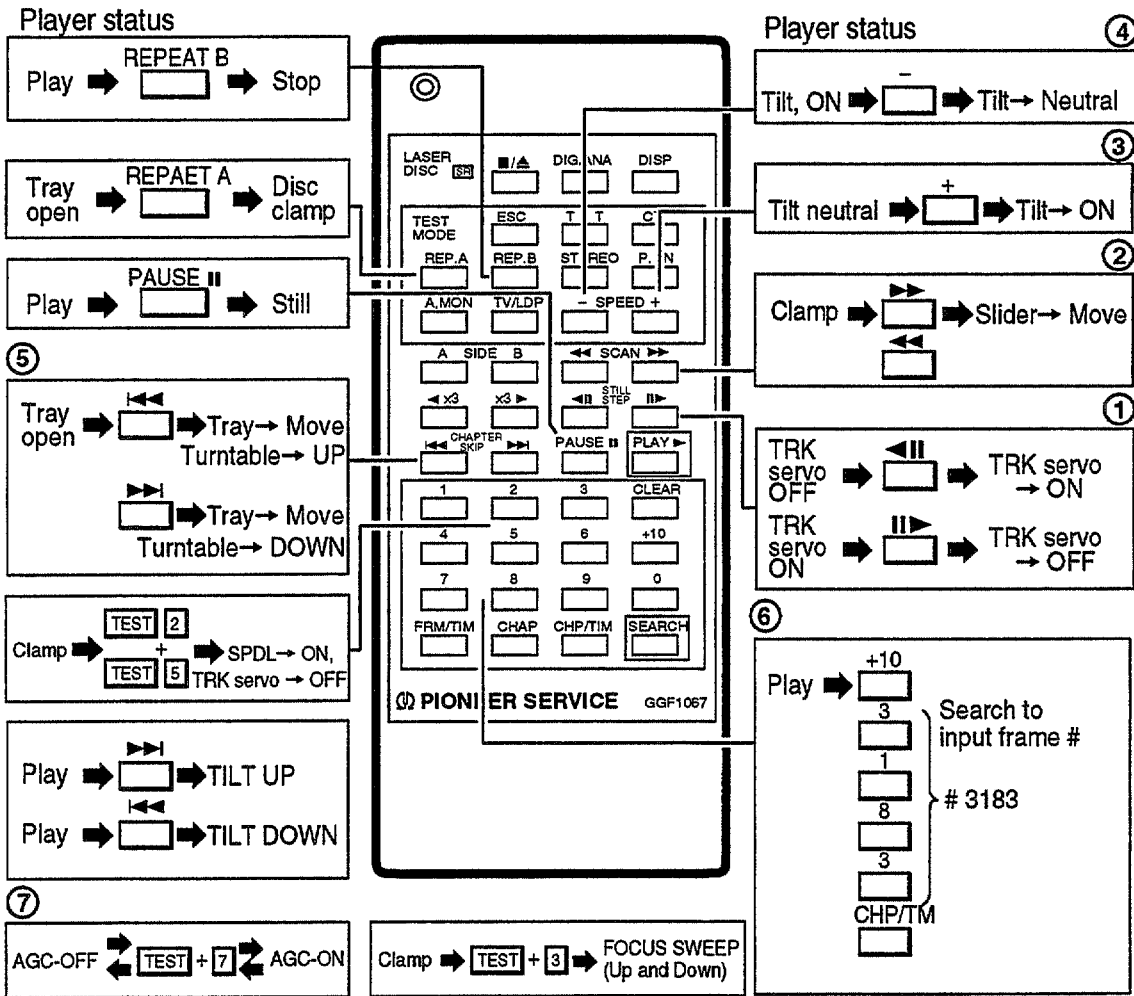 Player status
REPEAT B
Play ➡ ➡ Stop
REPAET A
Tray open ➡ ➡ Disc clamp
PAUSE II
Play ➡ ➡ Still
⑤
Tray open ➡ |◀◀ ➡ Tray→ Move
Turntable→ UP
▶▶| ➡ Tray→ Move
Turntable→ DOWN
Clamp ➡ TEST 2 + TEST 5 ➡ SPDL→ ON,
TRK servo → OFF
▶▶|
Play ➡ ➡ TILT UP
|◀◀
Play ➡ ➡ TILT DOWN
⑦
AGC-OFF TEST + 7 AGC-ON
LASER DISC SR ■/▲ DIG.ANA DISP
TEST MODE ESC T T C
REP.A REP.B ST REO P. N
A.MON TV/LDP − SPEED +
A SIDE B ◀◀ SCAN ▶▶
◀ x3 x3 ▶ ◀II STILL STEP II▶
|◀◀ CHAPTER SKIP ▶▶| PAUSE II PLAY ▶
1 2 3 CLEAR
4 5 6 +10
7 8 9 0
FRM/TIM CHAP CHP/TIM SEARCH
PIONEER SERVICE GGF1067
Clamp ➡ TEST + 3 ➡ FOCUS SWEEP
(Up and Down)
Player status
④
−
Tilt, ON ➡ ➡ Tilt→ Neutral
③
+
Tilt neutral ➡ ➡ Tilt→ ON
②
▶▶
Clamp ➡ ➡ Slider→ Move
◀◀
①
TRK servo OFF ➡ ◀II ➡ TRK servo → ON
TRK servo ON ➡ II▶ ➡ TRK servo → OFF
⑥
+10
Play ➡
3
Search to
input frame #
1
# 3183
8
3
CHP/TM